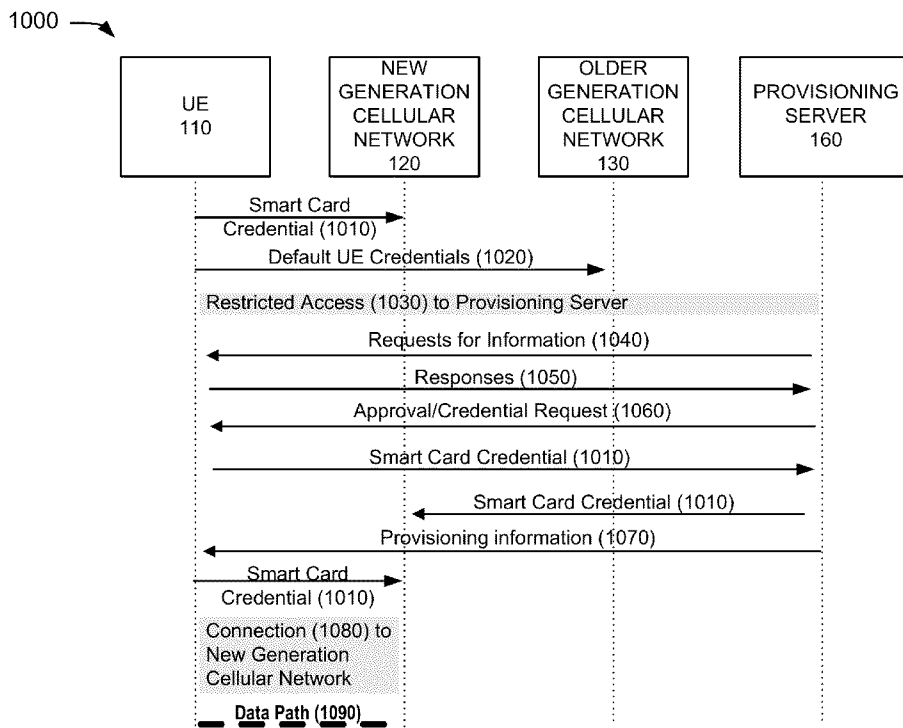 1000
UE
110
NEW
GENERATION
CELLULAR
NETWORK
120
OLDER
GENERATION
CELLULAR
NETWORK
130
PROVISIONING
SERVER
160
Smart Card
Credential (1010)
Default UE Credentials (1020)
Restricted Access (1030) to Provisioning Server
Requests for Information (1040)
Responses (1050)
Approval/Credential Request (1060)
Smart Card Credential (1010)
Smart Card Credential (1010)
Provisioning information (1070)
Smart Card
Credential (1010)
Connection (1080) to
New Generation
Cellular Network
Data Path (1090)